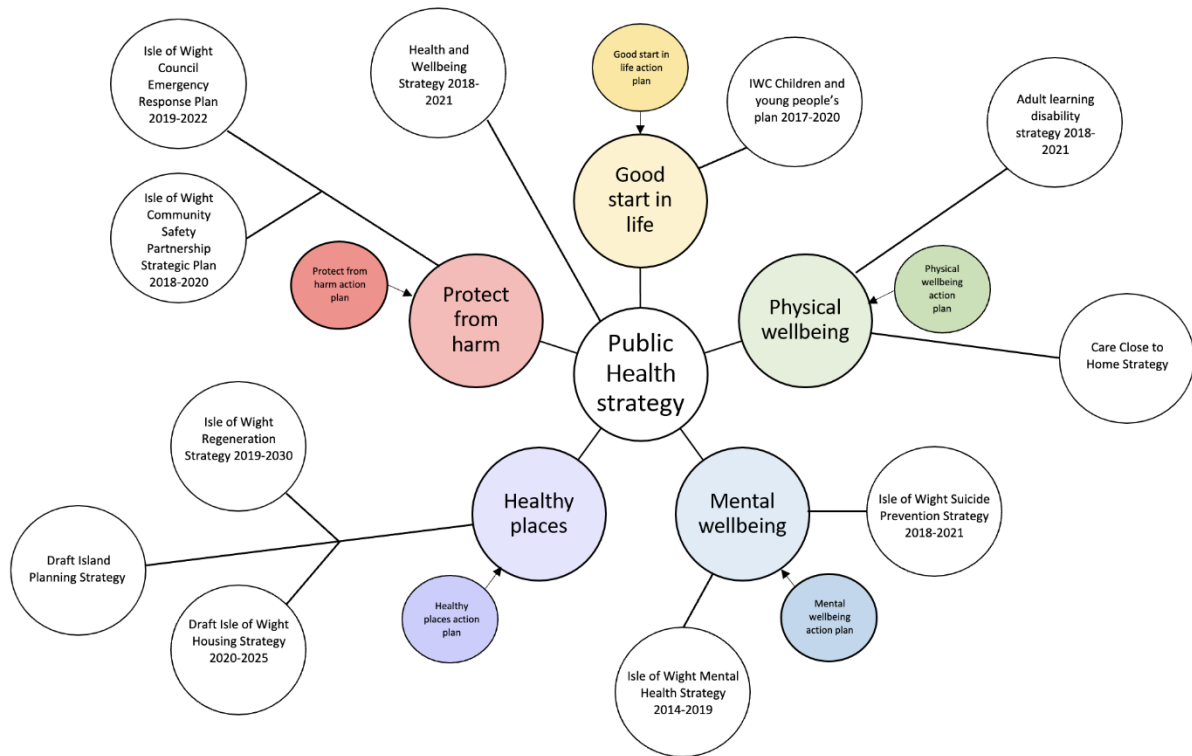 Isle of Wight
Council
Emergency
Response Plan
2019-2022
Health and
Wellbeing
Strategy 2018-
2021
Good start in
life action
plan
IWC Children and
young people’s
plan 2017-2020
Adult learning
disability
strategy 2018-
2021
Isle of Wight
Community
Safety
Partnership
Strategic Plan
2018-2020
Good
start in
life
Protect from
harm action
plan
Protect
from
harm
Physical
wellbeing
Physical
wellbeing
action
plan
Public
Health
strategy
Care Close to
Home Strategy
Isle of Wight
Regeneration
Strategy 2019-2030
Healthy
places
Mental
wellbeing
Isle of Wight Suicide
Prevention Strategy
2018-2021
Draft Island
Planning Strategy
Healthy
places action
plan
Mental
wellbeing
action plan
Draft Isle of Wight
Housing Strategy
2020-2025
Isle of Wight Mental
Health Strategy
2014-2019